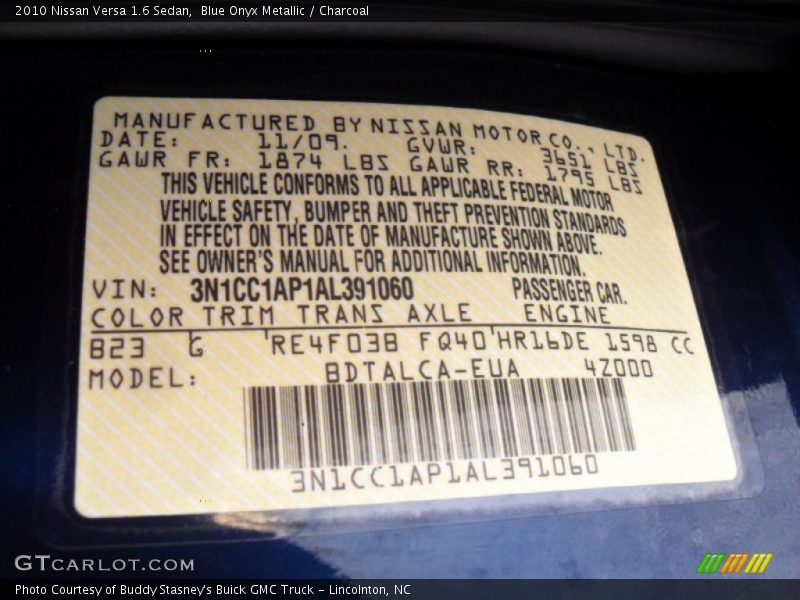 2010 Nissan Versa 1.6 Sedan,  Blue Onyx Metallic / Charcoal
MANUFACTURED BY NISSAN MOTOR CO., LTD.
DATE: 11/09. GVWR: 3651 LBS
GAWR FR: 1874 LBS GAWR RR: 1795 LBS
THIS VEHICLE CONFORMS TO ALL APPLICABLE FEDERAL MOTOR
VEHICLE SAFETY, BUMPER AND THEFT PREVENTION STANDARDS
IN EFFECT ON THE DATE OF MANUFACTURE SHOWN ABOVE.
SEE OWNER'S MANUAL FOR ADDITIONAL INFORMATION.
VIN: 3N1CC1AP1AL391060 PASSENGER CAR.
COLOR TRIM TRANS AXLE ENGINE
B23 G 'RE4F03B FQ40'HR16DE 1598 CC
MODEL: BDTALCA-EUA 4Z000
3N1CC1AP1AL391060
GTCARLOT.COM
Photo Courtesy of Buddy Stasney's Buick GMC Truck – Lincolnton, NC